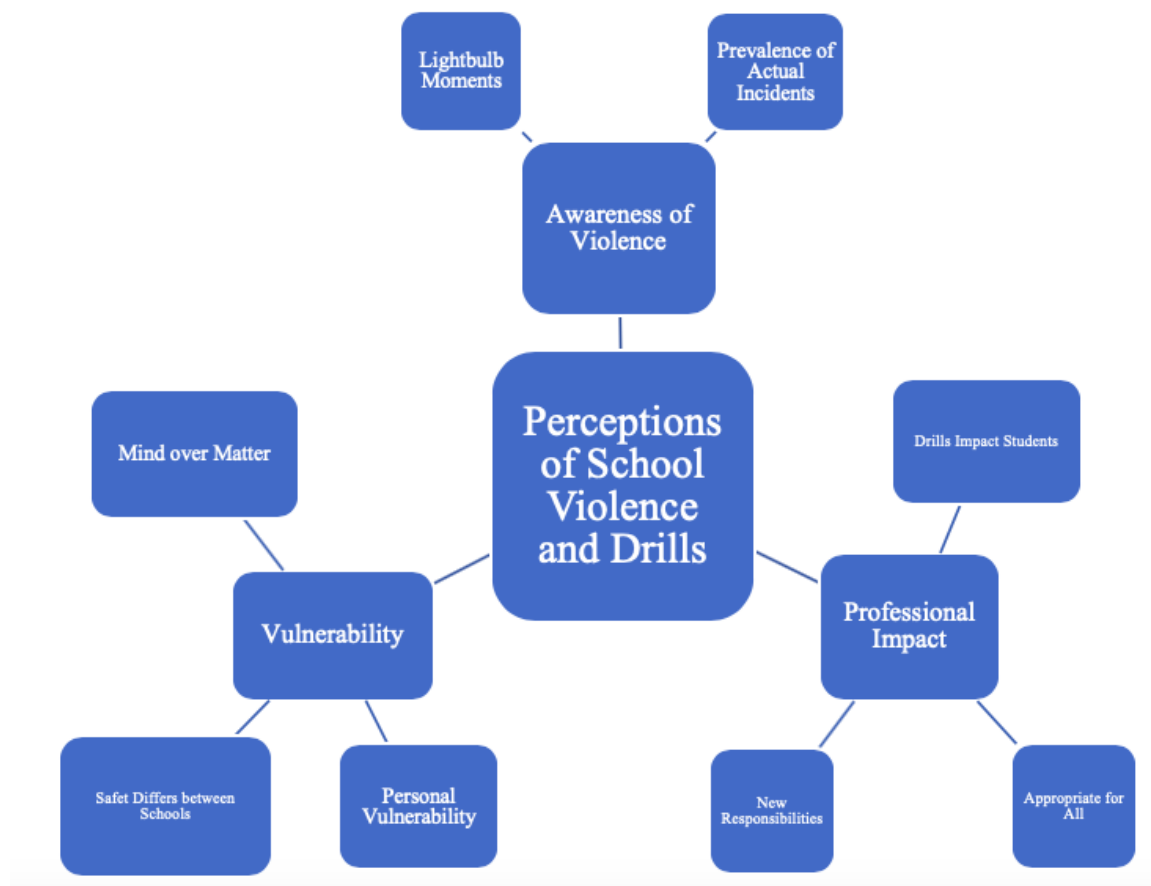 Lightbulb
Moments
Prevalence of
Actual
Incidents
Awareness of
Violence
Perceptions
of School
Violence
and Drills
Mind over Matter
Drills Impact Students
Vulnerability
Professional
Impact
Safet Differs between
Schools
Personal
Vulnerability
New
Responsibilities
Appropriate for
All